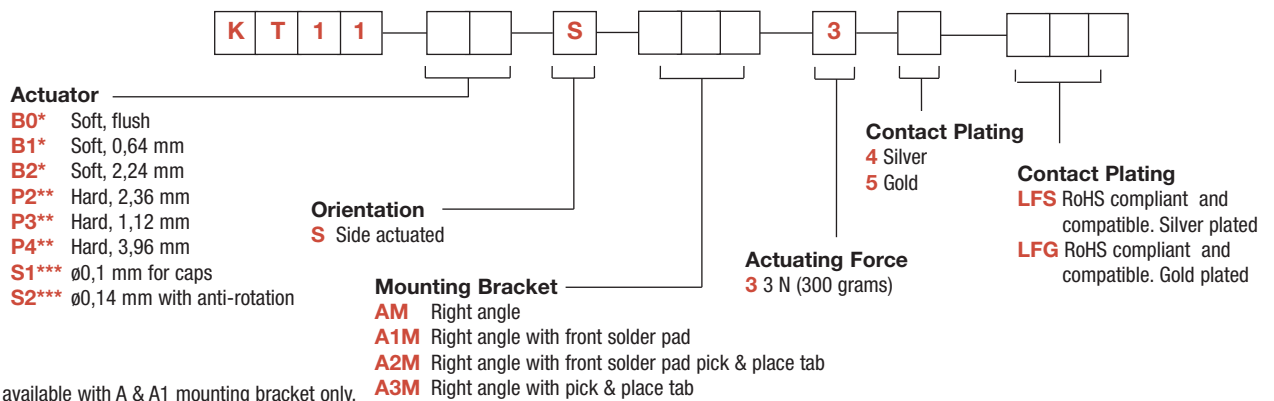 K T 1 1 S 3
Actuator
B0* Soft, flush
B1* Soft, 0,64 mm
B2* Soft, 2,24 mm
P2** Hard, 2,36 mm
P3** Hard, 1,12 mm
P4** Hard, 3,96 mm
S1*** ø0,1 mm for caps
S2*** ø0,14 mm with anti-rotation
Orientation
S Side actuated
Mounting Bracket
AM Right angle
A1M Right angle with front solder pad
A2M Right angle with front solder pad pick & place tab
A3M Right angle with pick & place tab
Actuating Force
3 3 N (300 grams)
Contact Plating
4 Silver
5 Gold
Contact Plating
LFS RoHS compliant and
compatible. Silver plated
LFG RoHS compliant and
compatible. Gold plated
available with A & A1 mounting bracket only.